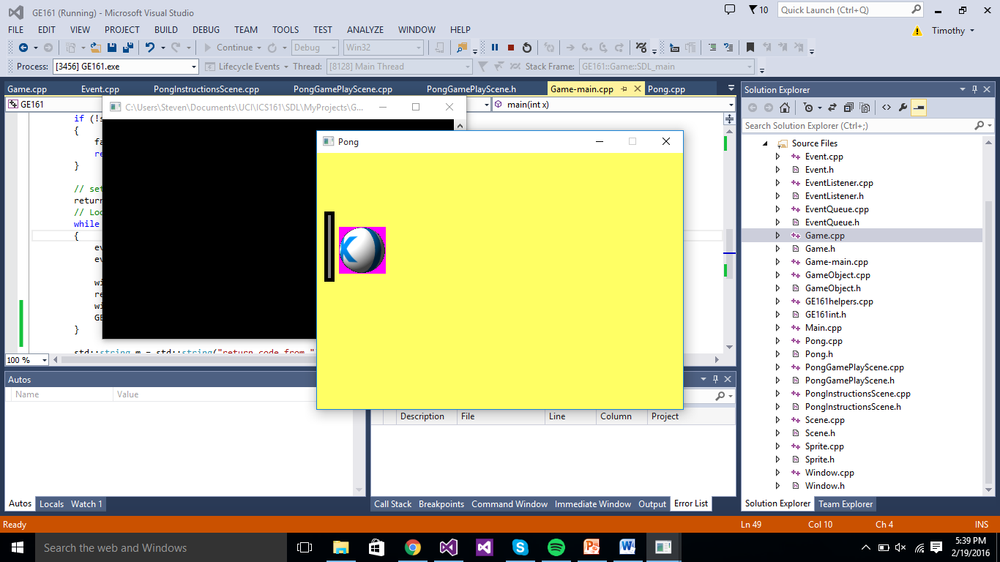 GE161 (Running) - Microsoft Visual Studio
10
Quick Launch (Ctrl+Q)
FILE EDIT VIEW PROJECT BUILD DEBUG TEAM TOOLS TEST ANALYZE WINDOW HELP
Timothy
Continue Debug Win32
Process: [3456] GE161.exe Lifecycle Events Thread: [8128] Main Thread Stack Frame: GE161::Game::SDL_main
Game.cpp Event.cpp PongInstructionsScene.cpp PongGamePlayScene.cpp PongGamePlayScene.h Game-main.cpp Pong.cpp
GE161 main(int x)
C:\Users\Steven\Documents\UCI\ICS161\SDL\MyProjects\G...
if (!s
{
fa
re
}
// set
return
// Loo
while
{
ev
ev
wi
re
wi
GE
}
std::string m = std::string("return code from "
100 %
Pong
K
Autos
Name Value
Autos Locals Watch 1
Description File Line Column Project
Call Stack Breakpoints Command Window Immediate Window Output Error List
Solution Explorer
Search Solution Explorer (Ctrl+;)
Source Files
Event.cpp
Event.h
EventListener.cpp
EventListener.h
EventQueue.cpp
EventQueue.h
Game.cpp
Game.h
Game-main.cpp
GameObject.cpp
GameObject.h
GE161helpers.cpp
GE161int.h
Main.cpp
Pong.cpp
Pong.h
PongGamePlayScene.cpp
PongGamePlayScene.h
PongInstructionsScene.cpp
PongInstructionsScene.h
Scene.cpp
Scene.h
Sprite.cpp
Sprite.h
Window.cpp
Window.h
Solution Explorer Team Explorer
Ready Ln 49 Col 10 Ch 4 INS
Search the web and Windows
5:39 PM
2/19/2016